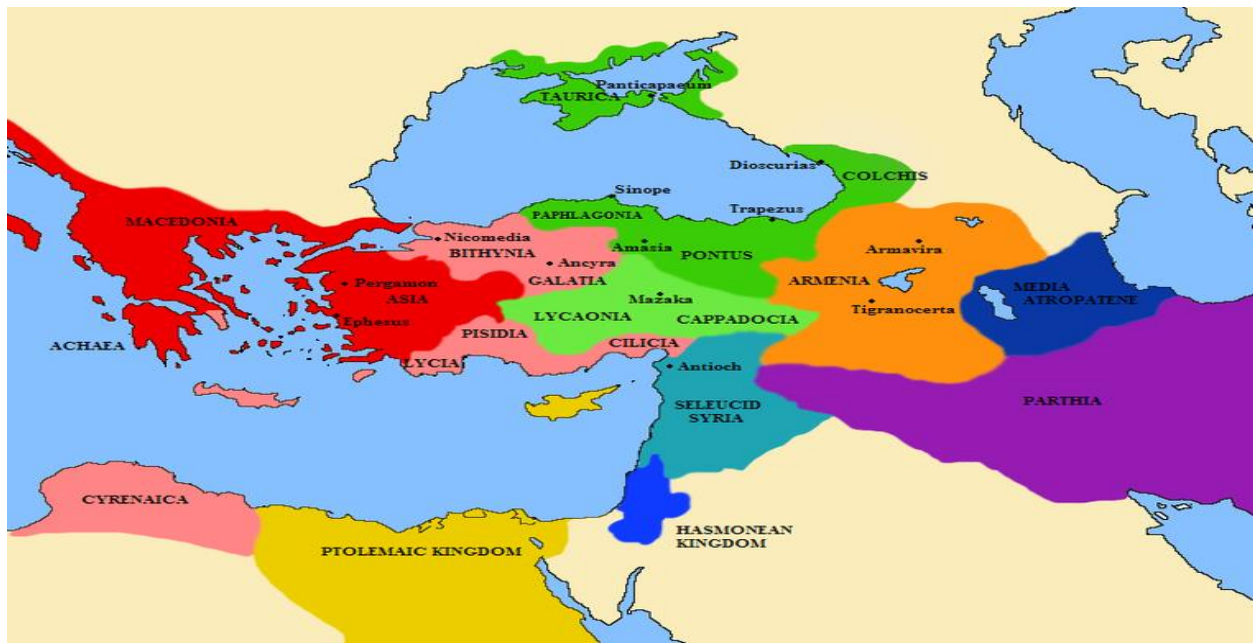 Panticapaeum
TAURICA
Dioscurias
COLCHIS
Sinope
PAPHLAGONIA
Trapezus
MACEDONIA
Nicomedia
BITHYNIA
Amasia
PONTUS
Armavira
Ancyra
GALATIA
ARMENIA
Pergamon
ASIA
MEDIA
ATROPATENE
Mazaka
Tigranocerta
Ephesus
LYCAONIA
CAPPADOCIA
PISIDIA
ACHAEA
CILICIA
LYCIA
Antioch
SELEUCID
SYRIA
PARTHIA
CYRENAICA
HASMONEAN
KINGDOM
PTOLEMAIC KINGDOM